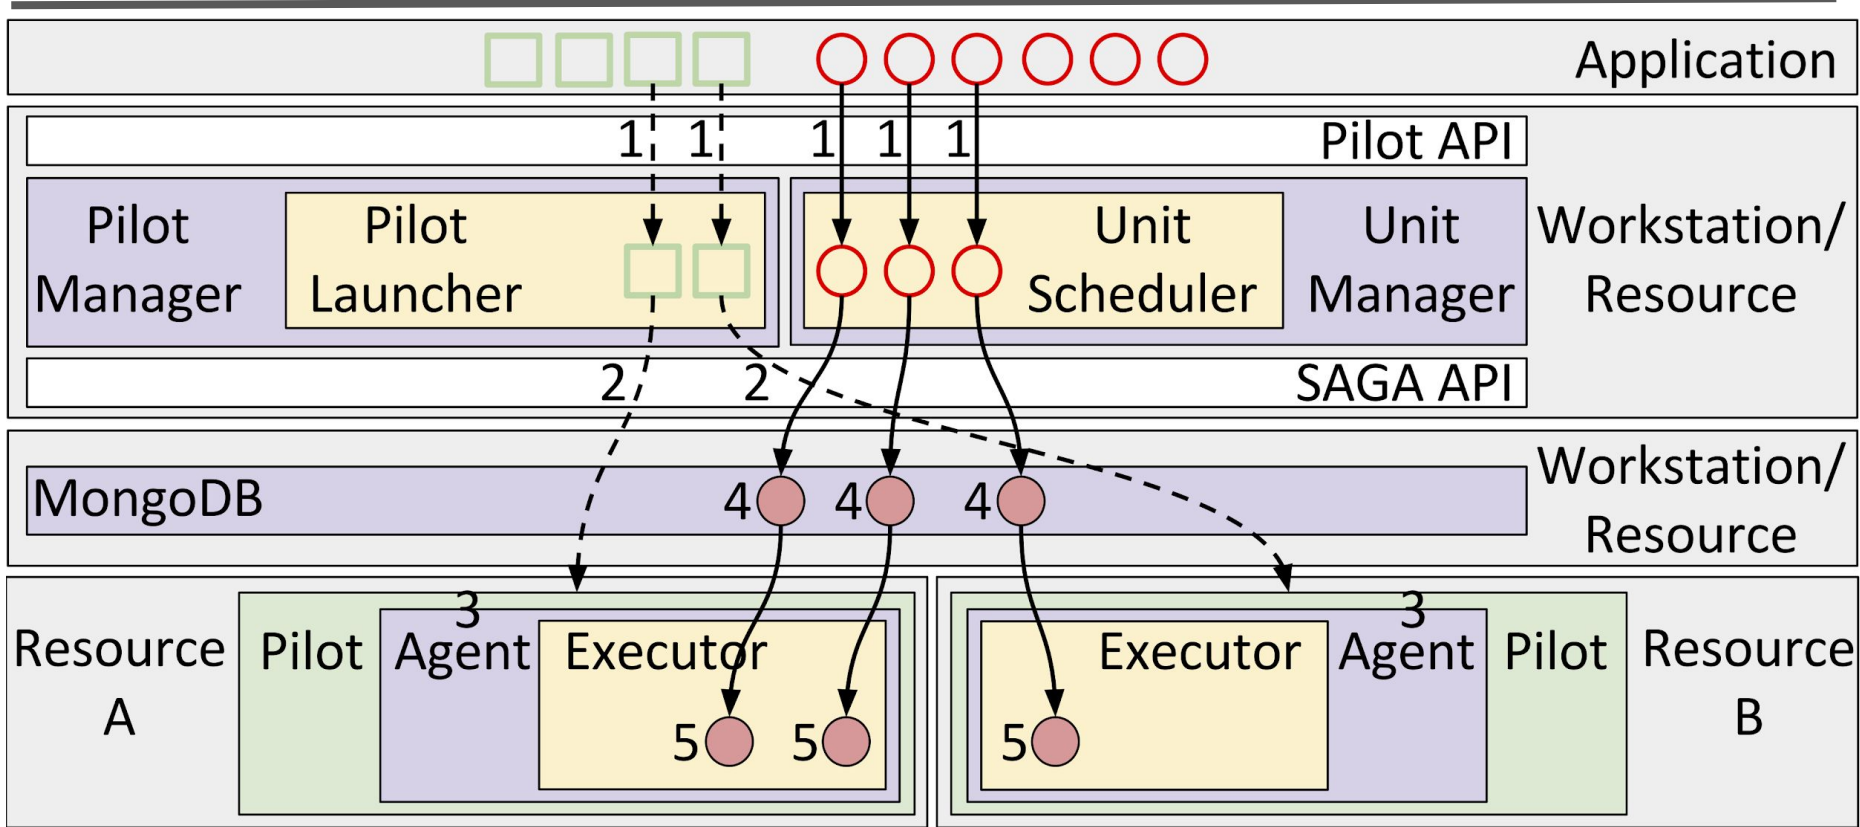 Application
1 1 1 1 1 Pilot API
Pilot Manager
Pilot Launcher
Unit Scheduler
Unit Manager
Workstation/
Resource
2 2 SAGA API
MongoDB 4 4 4
Workstation/
Resource
Resource A
Pilot
3
Agent
Executor
5 5
Executor
3
Agent
Pilot
Resource B
5